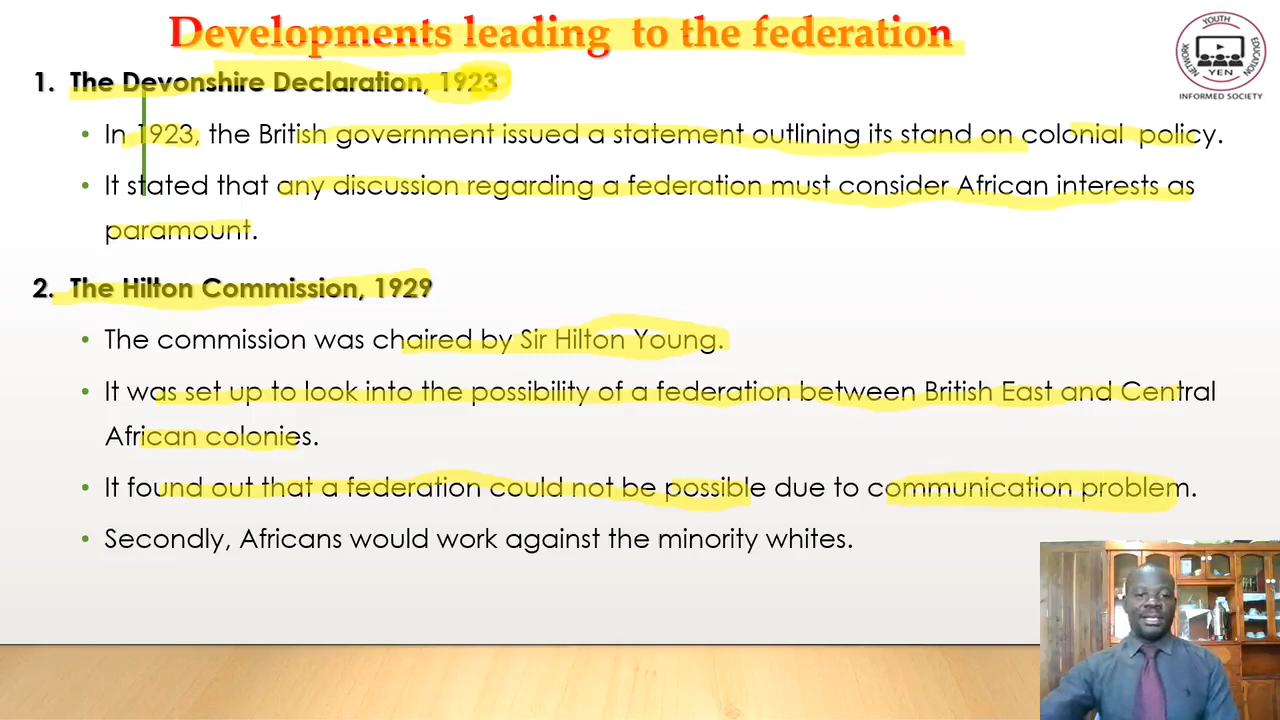 Developments leading to the federation
1. The Devonshire Declaration, 1923
• In 1923, the British government issued a statement outlining its stand on colonial policy.
• It stated that any discussion regarding a federation must consider African interests as
paramount.
2. The Hilton Commission, 1929
• The commission was chaired by Sir Hilton Young.
• It was set up to look into the possibility of a federation between British East and Central
African colonies.
• It found out that a federation could not be possible due to communication problem.
• Secondly, Africans would work against the minority whites.
YOUTH
EDUCATION
NETWORK
YEN
INFORMED SOCIETY